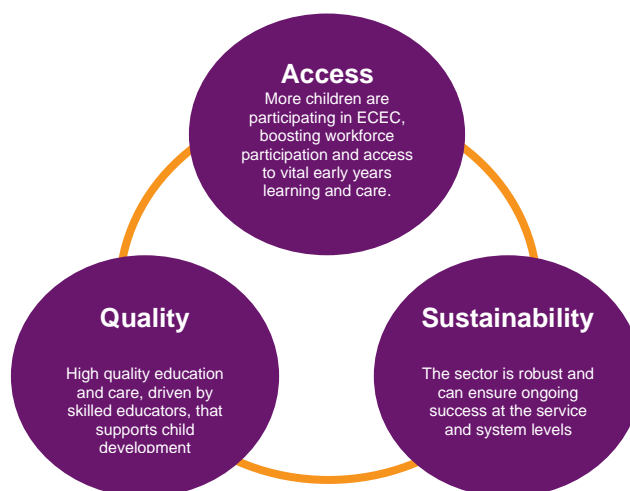 Access
More children are
participating in ECEC,
boosting workforce
participation and access
to vital early years
learning and care.
Quality
High quality education
and care, driven by
skilled educators, that
supports child
development
Sustainability
The sector is robust and
can ensure ongoing
success at the service
and system levels